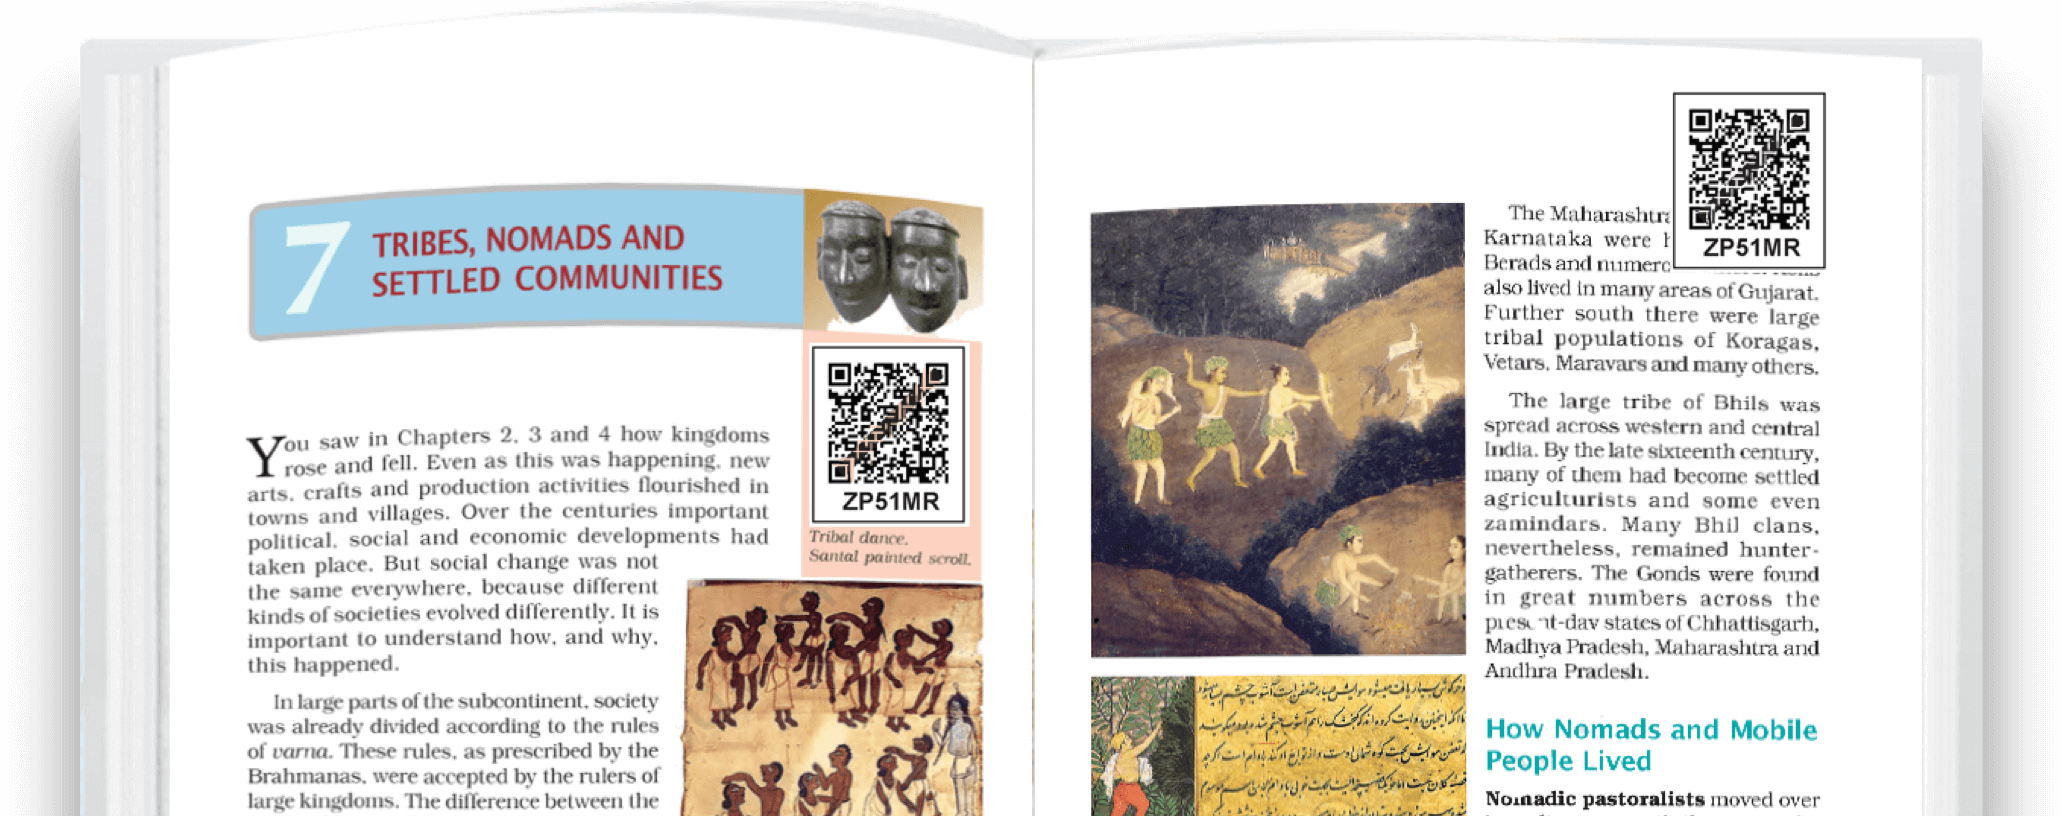 7
TRIBES, NOMADS AND
SETTLED COMMUNITIES
You saw in Chapters 2, 3 and 4 how kingdoms
rose and fell. Even as this was happening, new
arts, crafts and production activities flourished in
towns and villages. Over the centuries important
political, social and economic developments had
taken place. But social change was not
the same everywhere, because different
kinds of societies evolved differently. It is
important to understand how, and why,
this happened.
In large parts of the subcontinent, society
was already divided according to the rules
of varna. These rules, as prescribed by the
Brahmanas, were accepted by the rulers of
large kingdoms. The difference between the
ZP51MR
Tribal dance,
Santal painted scroll.
ZP51MR
The Maharashtra
Karnataka were
Berads and
also lived in many areas of Gujarat.
Further south there were large
tribal populations of Koragas,
Vetars, Maravars and many others.
The large tribe of Bhils was
spread across western and central
India. By the late sixteenth century,
many of them had become settled
agriculturists and some even
zamindars. Many Bhil clans,
nevertheless, remained hunter-
gatherers. The Gonds were found
in great numbers across the
states of Chhattisgarh,
Madhya Pradesh, Maharashtra and
Andhra Pradesh.
How Nomads and Mobile
People Lived
Nomadic pastoralists moved over